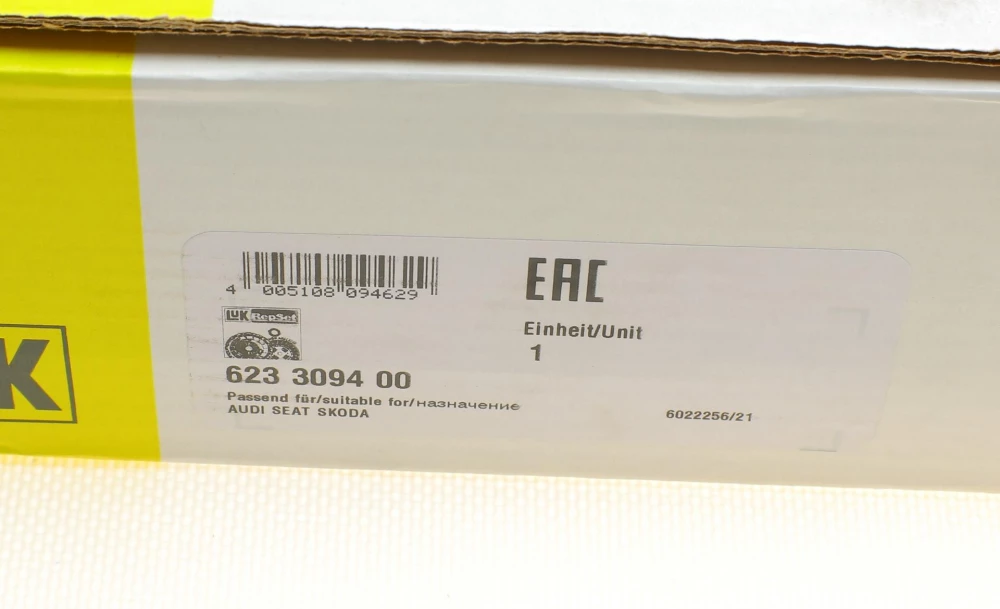 4 005108 094629
EAC
LuK RepSet
Einheit/Unit
1
623 3094 00
Passend für/suitable for/назначение
AUDI SEAT SKODA
6022256/21
K